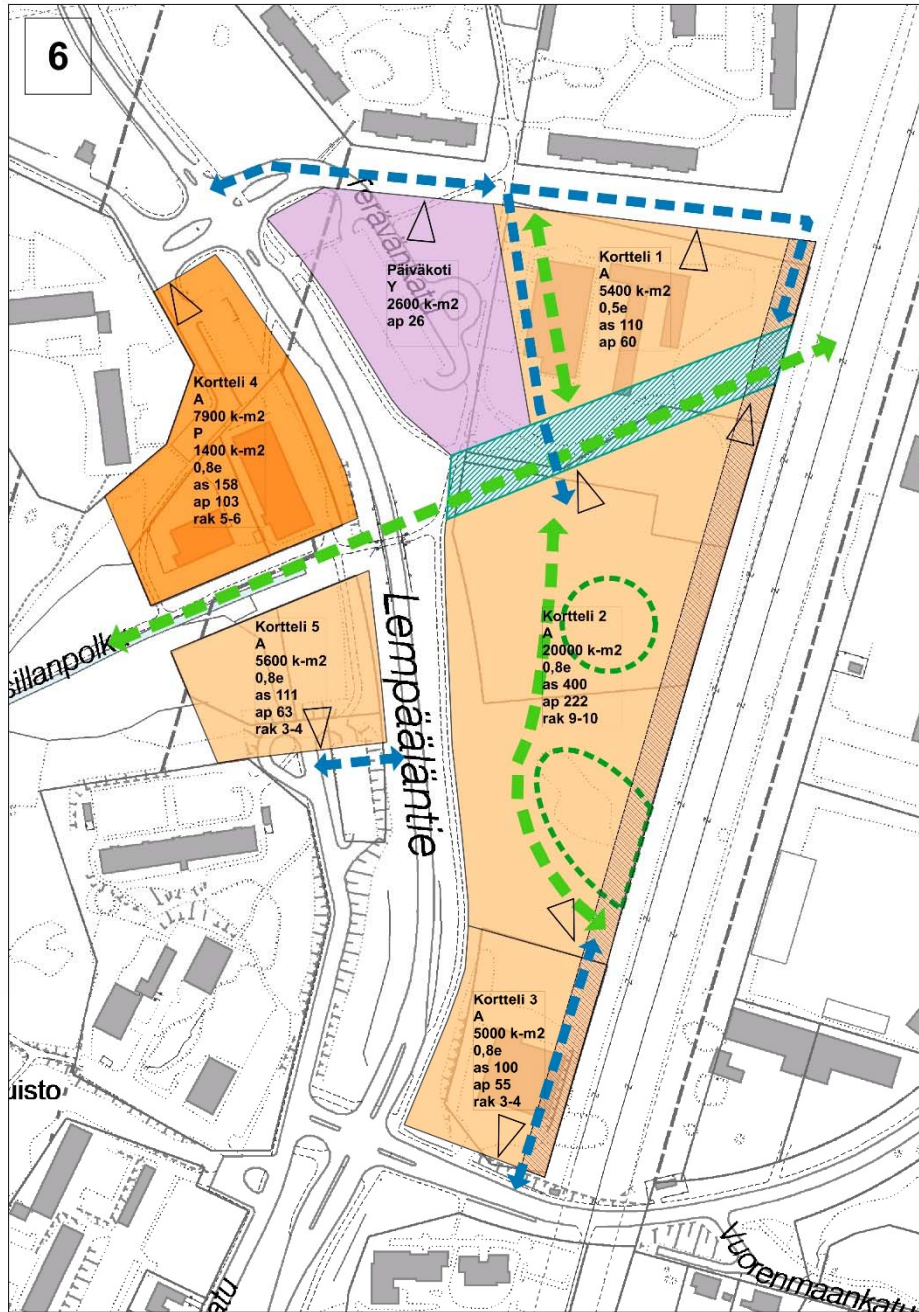 6
Päiväkoti
Y
2600 k-m2
ap 26
Kortteli 1
A
5400 k-m2
0,5e
as 110
ap 60
Kortteli 4
A
7900 k-m2
P
1400 k-m2
0,8e
as 158
ap 103
rak 5-6
Kortteli 2
A
20000 k-m2
0,8e
as 400
ap 222
rak 9-10
sillanpolk
Kortteli 5
A
5600 k-m2
0,8e
as 111
ap 63
rak 3-4
Lempääläntie
Kortteli 3
A
5000 k-m2
0,8e
as 100
ap 55
rak 3-4
uisto
atu
Vuorenmaankatu